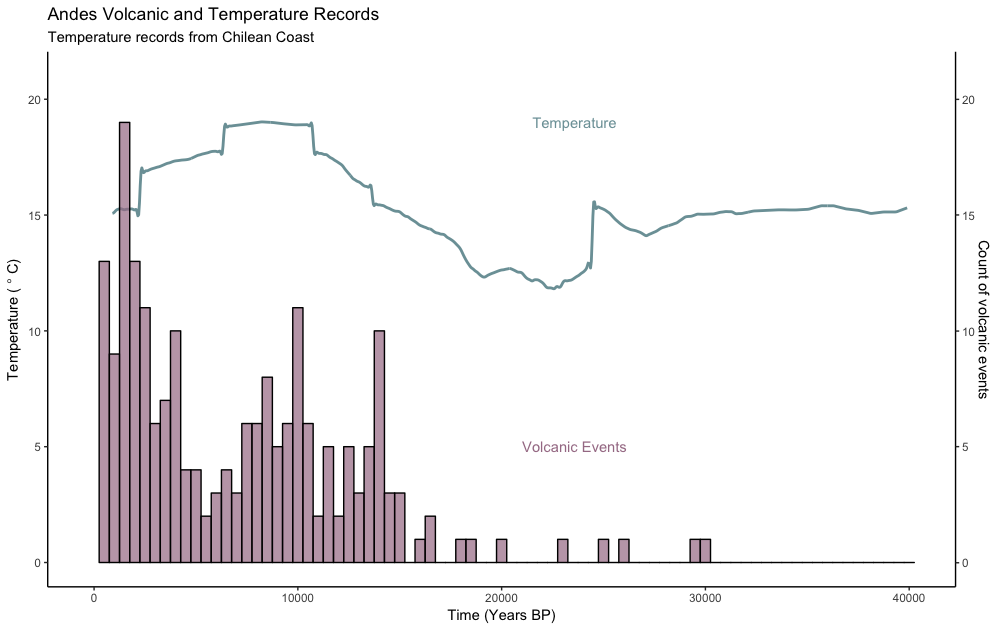 Andes Volcanic and Temperature Records
Temperature records from Chilean Coast
Temperature ( ° C)
20
15
10
5
0
Temperature
Volcanic Events
20
15
10
5
0
Count of volcanic events
0
10000
20000
30000
40000
Time (Years BP)